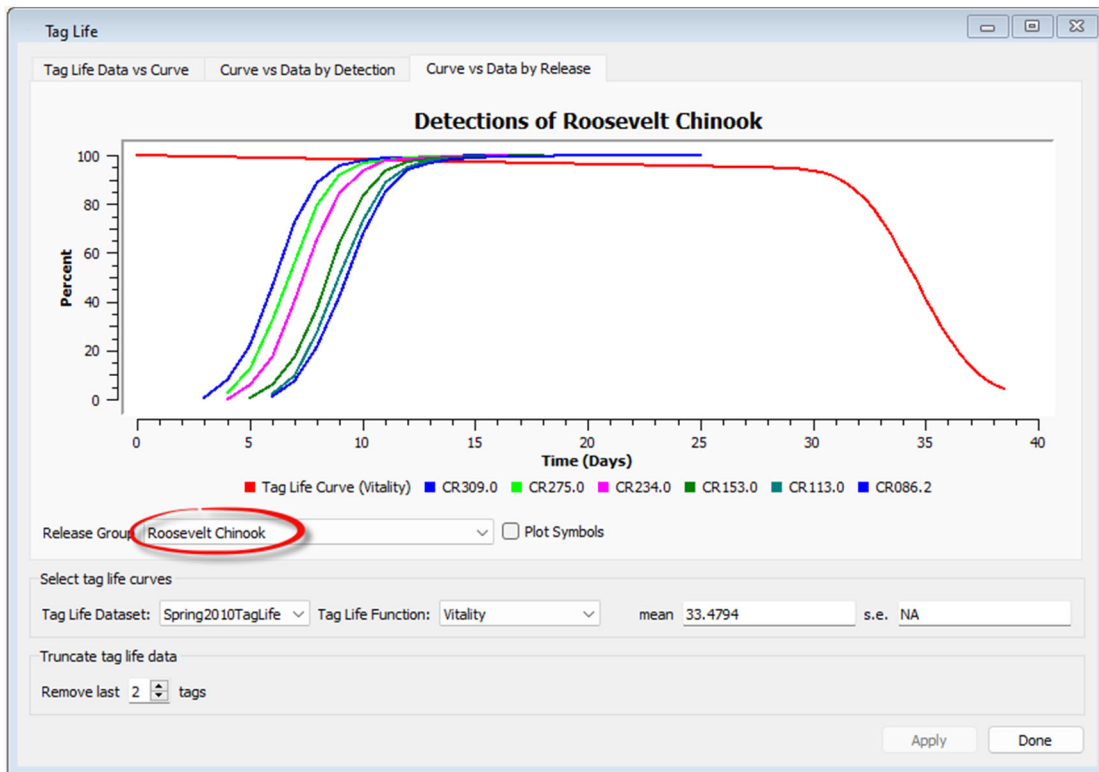 Tag Life
Tag Life Data vs Curve Curve vs Data by Detection Curve vs Data by Release
Detections of Roosevelt Chinook
Percent
100
80
60
40
20
0
0 5 10 15 20 25 30 35 40
Time (Days)
Tag Life Curve (Vitality) CR309.0 CR275.0 CR234.0 CR153.0 CR113.0 CR086.2
Release Group Roosevelt Chinook Plot Symbols
Select tag life curves
Tag Life Dataset: Spring2010TagLife Tag Life Function: Vitality mean 33.4794 s.e. NA
Truncate tag life data
Remove last 2 tags
Apply Done